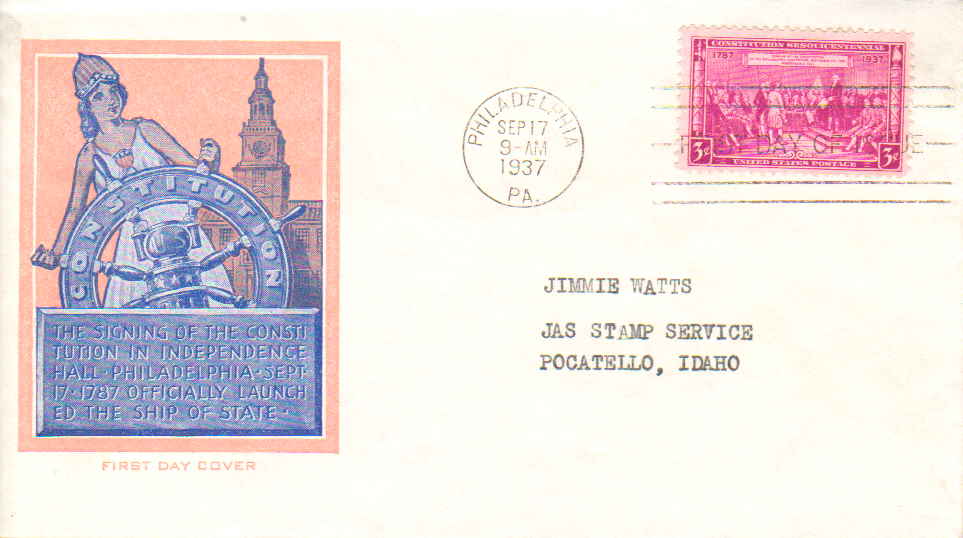 CONSTITUTION
THE SIGNING OF THE CONSTI
TUTION IN INDEPENDENCE
HALL · PHILADELPHIA · SEPT·
17 · 1787 OFFICIALLY LAUNCH
ED THE SHIP OF STATE ·
FIRST DAY COVER
PHILADELPHIA
SEP 17
9-AM
1937
PA.
CONSTITUTION SESQUICENTENNIAL
1787 1937
3¢ 3¢
UNITED STATES POSTAGE
DAY OF ISSUE
JIMMIE WATTS
JAS STAMP SERVICE
POCATELLO, IDAHO